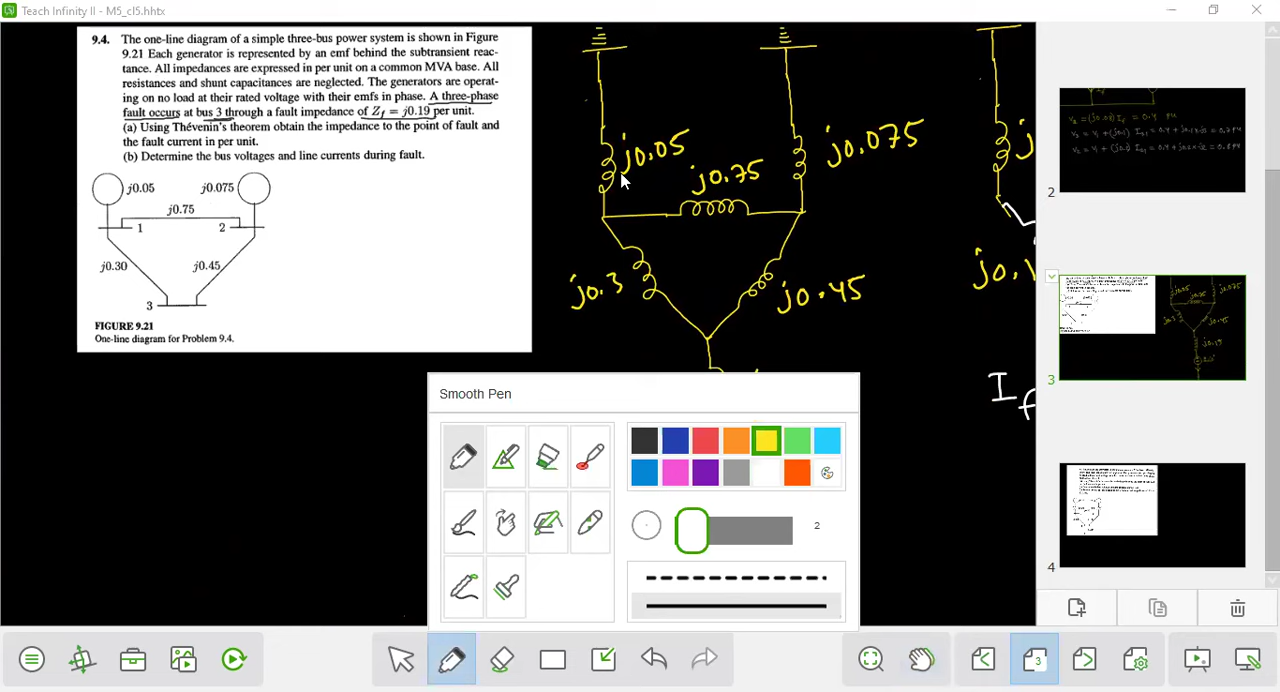 Teach Infinity II - M5_cl5.hhtx
9.4. The one-line diagram of a simple three-bus power system is shown in Figure
9.21 Each generator is represented by an emf behind the subtransient reac-
tance. All impedances are expressed in per unit on a common MVA base. All
resistances and shunt capacitances are neglected. The generators are operat-
ing on no load at their rated voltage with their emfs in phase. A three-phase
fault occurs at bus 3 through a fault impedance of Zf = j0.19 per unit.
(a) Using Thévenin's theorem obtain the impedance to the point of fault and
the fault current in per unit.
(b) Determine the bus voltages and line currents during fault.
j0.05
j0.075
j0.75
1
2
j0.30
j0.45
3
FIGURE 9.21
One-line diagram for Problem 9.4.
j0.05
j0.75
j0.075
j0.3
j0.45
j0.1
If
Smooth Pen
2
2
3
4
3